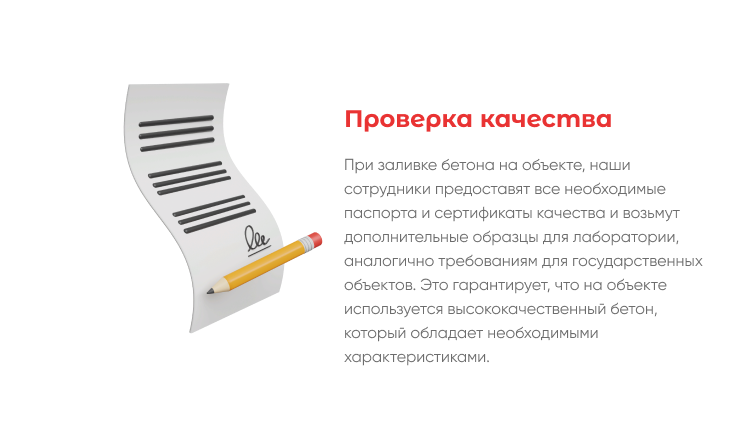 Проверка качества
При заливке бетона на объекте, наши
сотрудники предоставят все необходимые
паспорта и сертификаты качества и возьмут
дополнительные образцы для лаборатории,
аналогично требованиям для государственных
объектов. Это гарантирует, что на объекте
используется высококачественный бетон,
который обладает необходимыми
характеристиками.